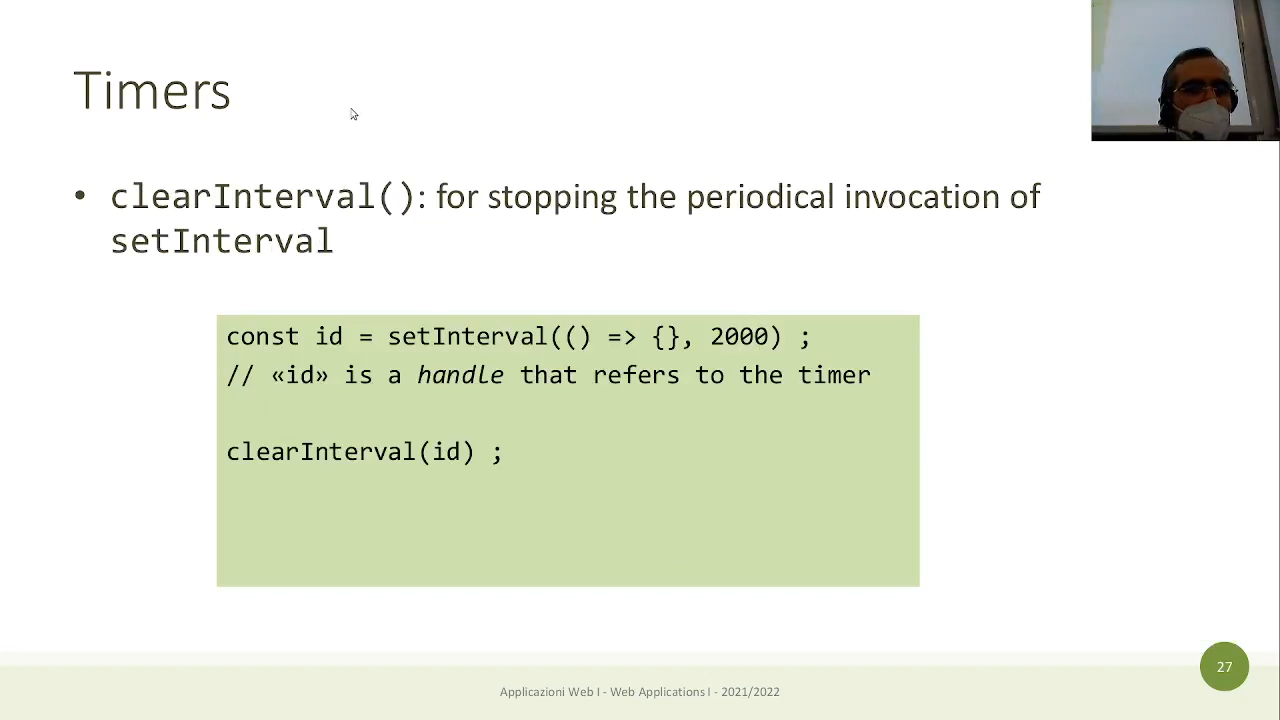 Timers
• clearInterval(): for stopping the periodical invocation of
setInterval
const id = setInterval(() => {}, 2000) ;
// «id» is a handle that refers to the timer
clearInterval(id) ;
27
Applicazioni Web I - Web Applications I - 2021/2022